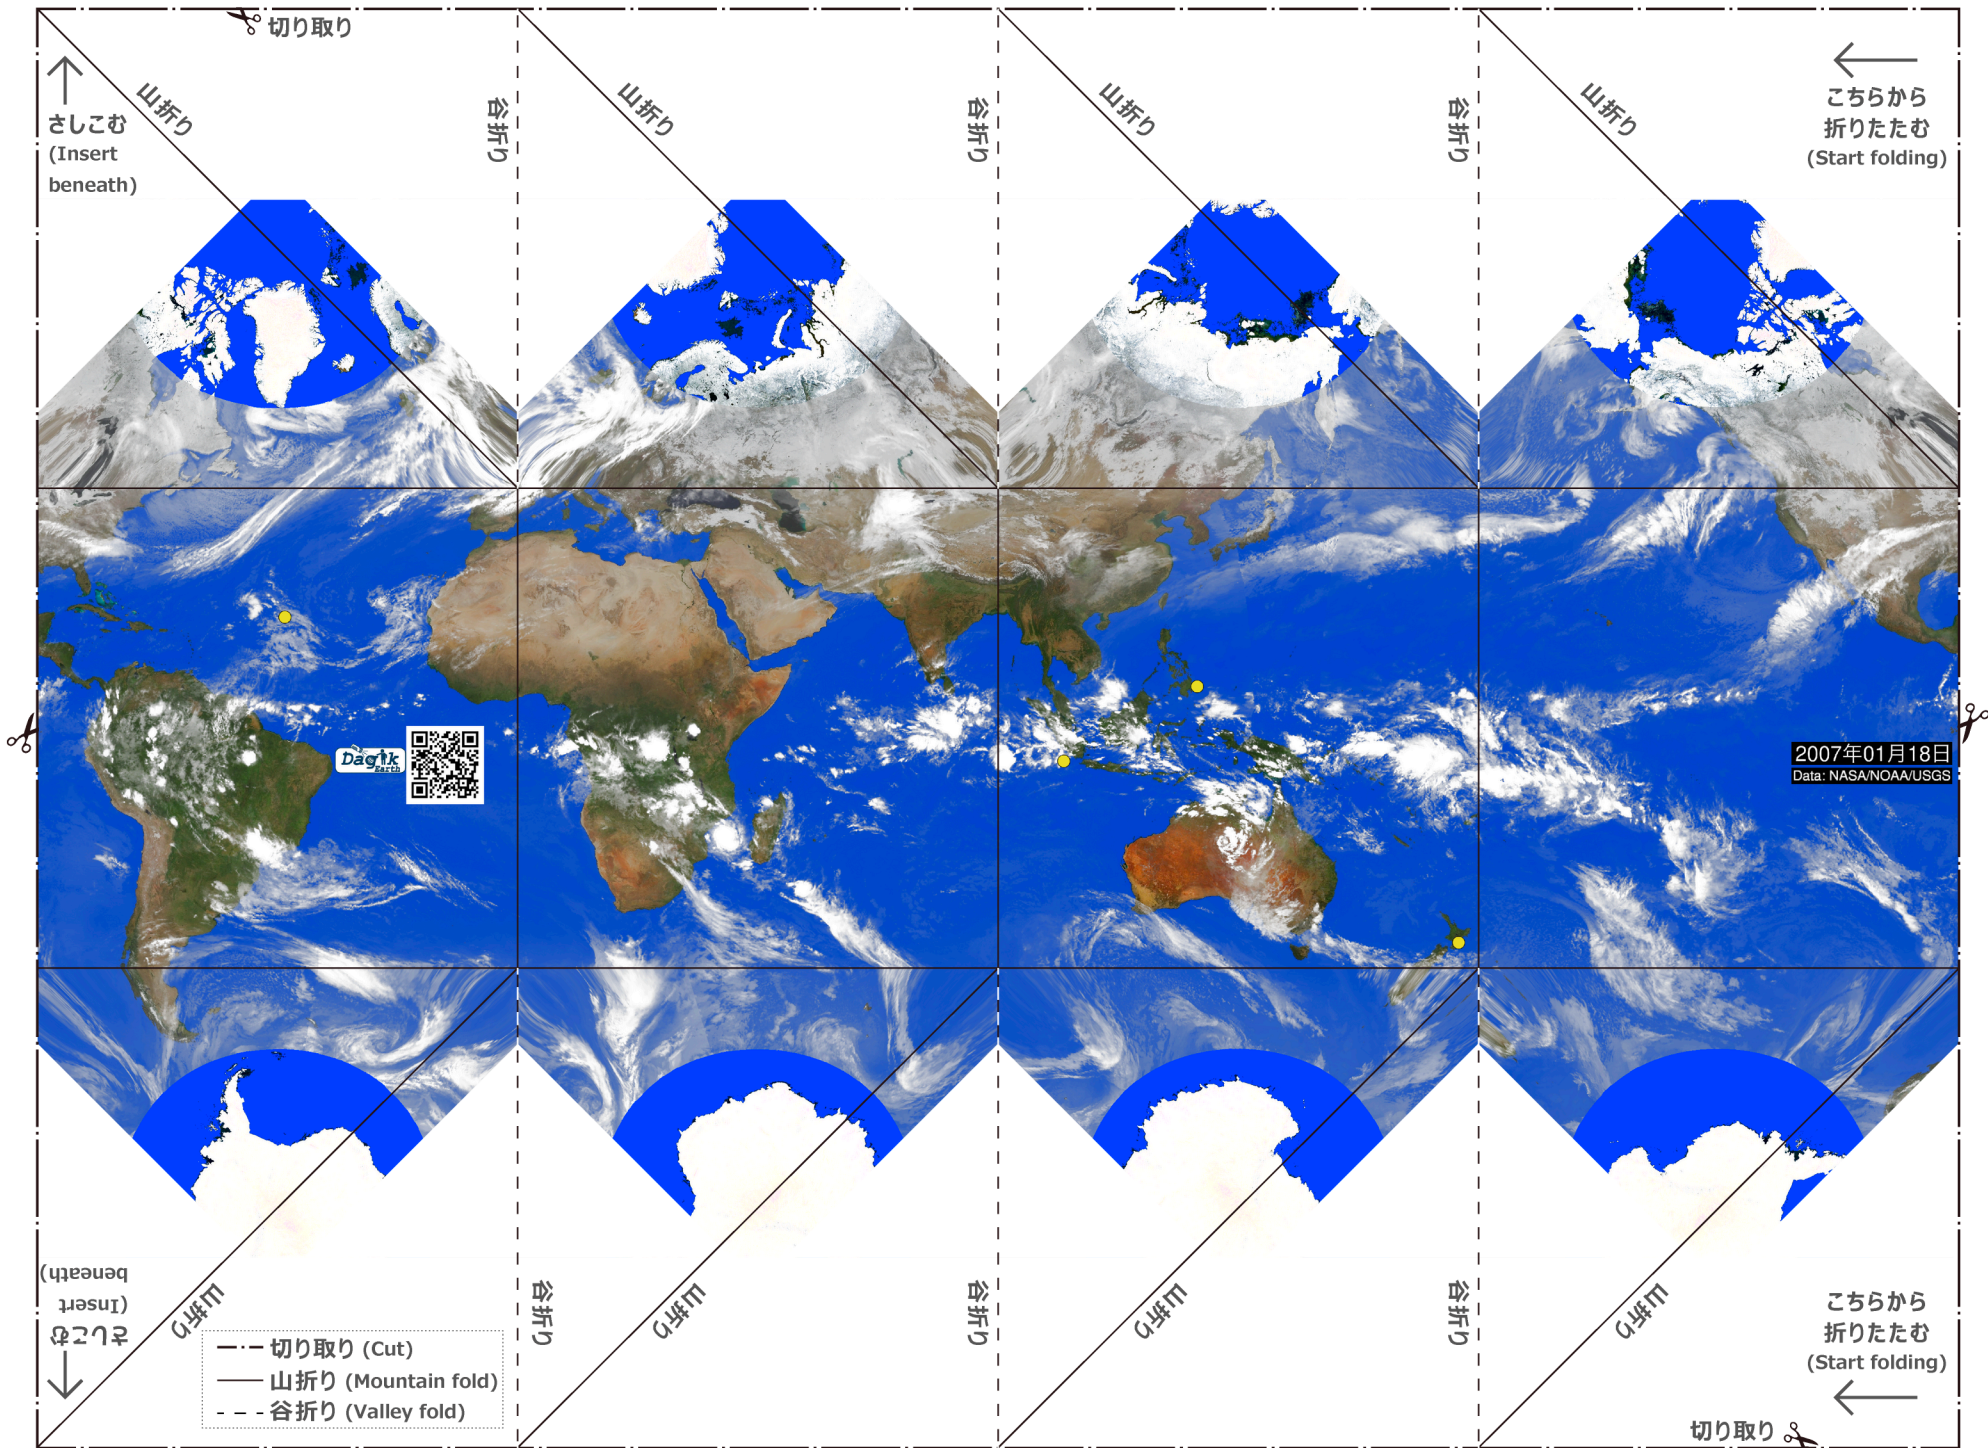 切り取り
さしこむ
(Insert
beneath)
山折り
谷折り
山折り
谷折り
山折り
谷折り
山折り
こちらから
折りたたむ
(Start folding)
Dagik
Earth
2007年01月18日
Data: NASA/NOAA/USGS
さしこむ
(Insert
beneath)
山折り
谷折り
山折り
谷折り
山折り
谷折り
山折り
こちらから
折りたたむ
(Start folding)
切り取り (Cut)
山折り (Mountain fold)
谷折り (Valley fold)
切り取り